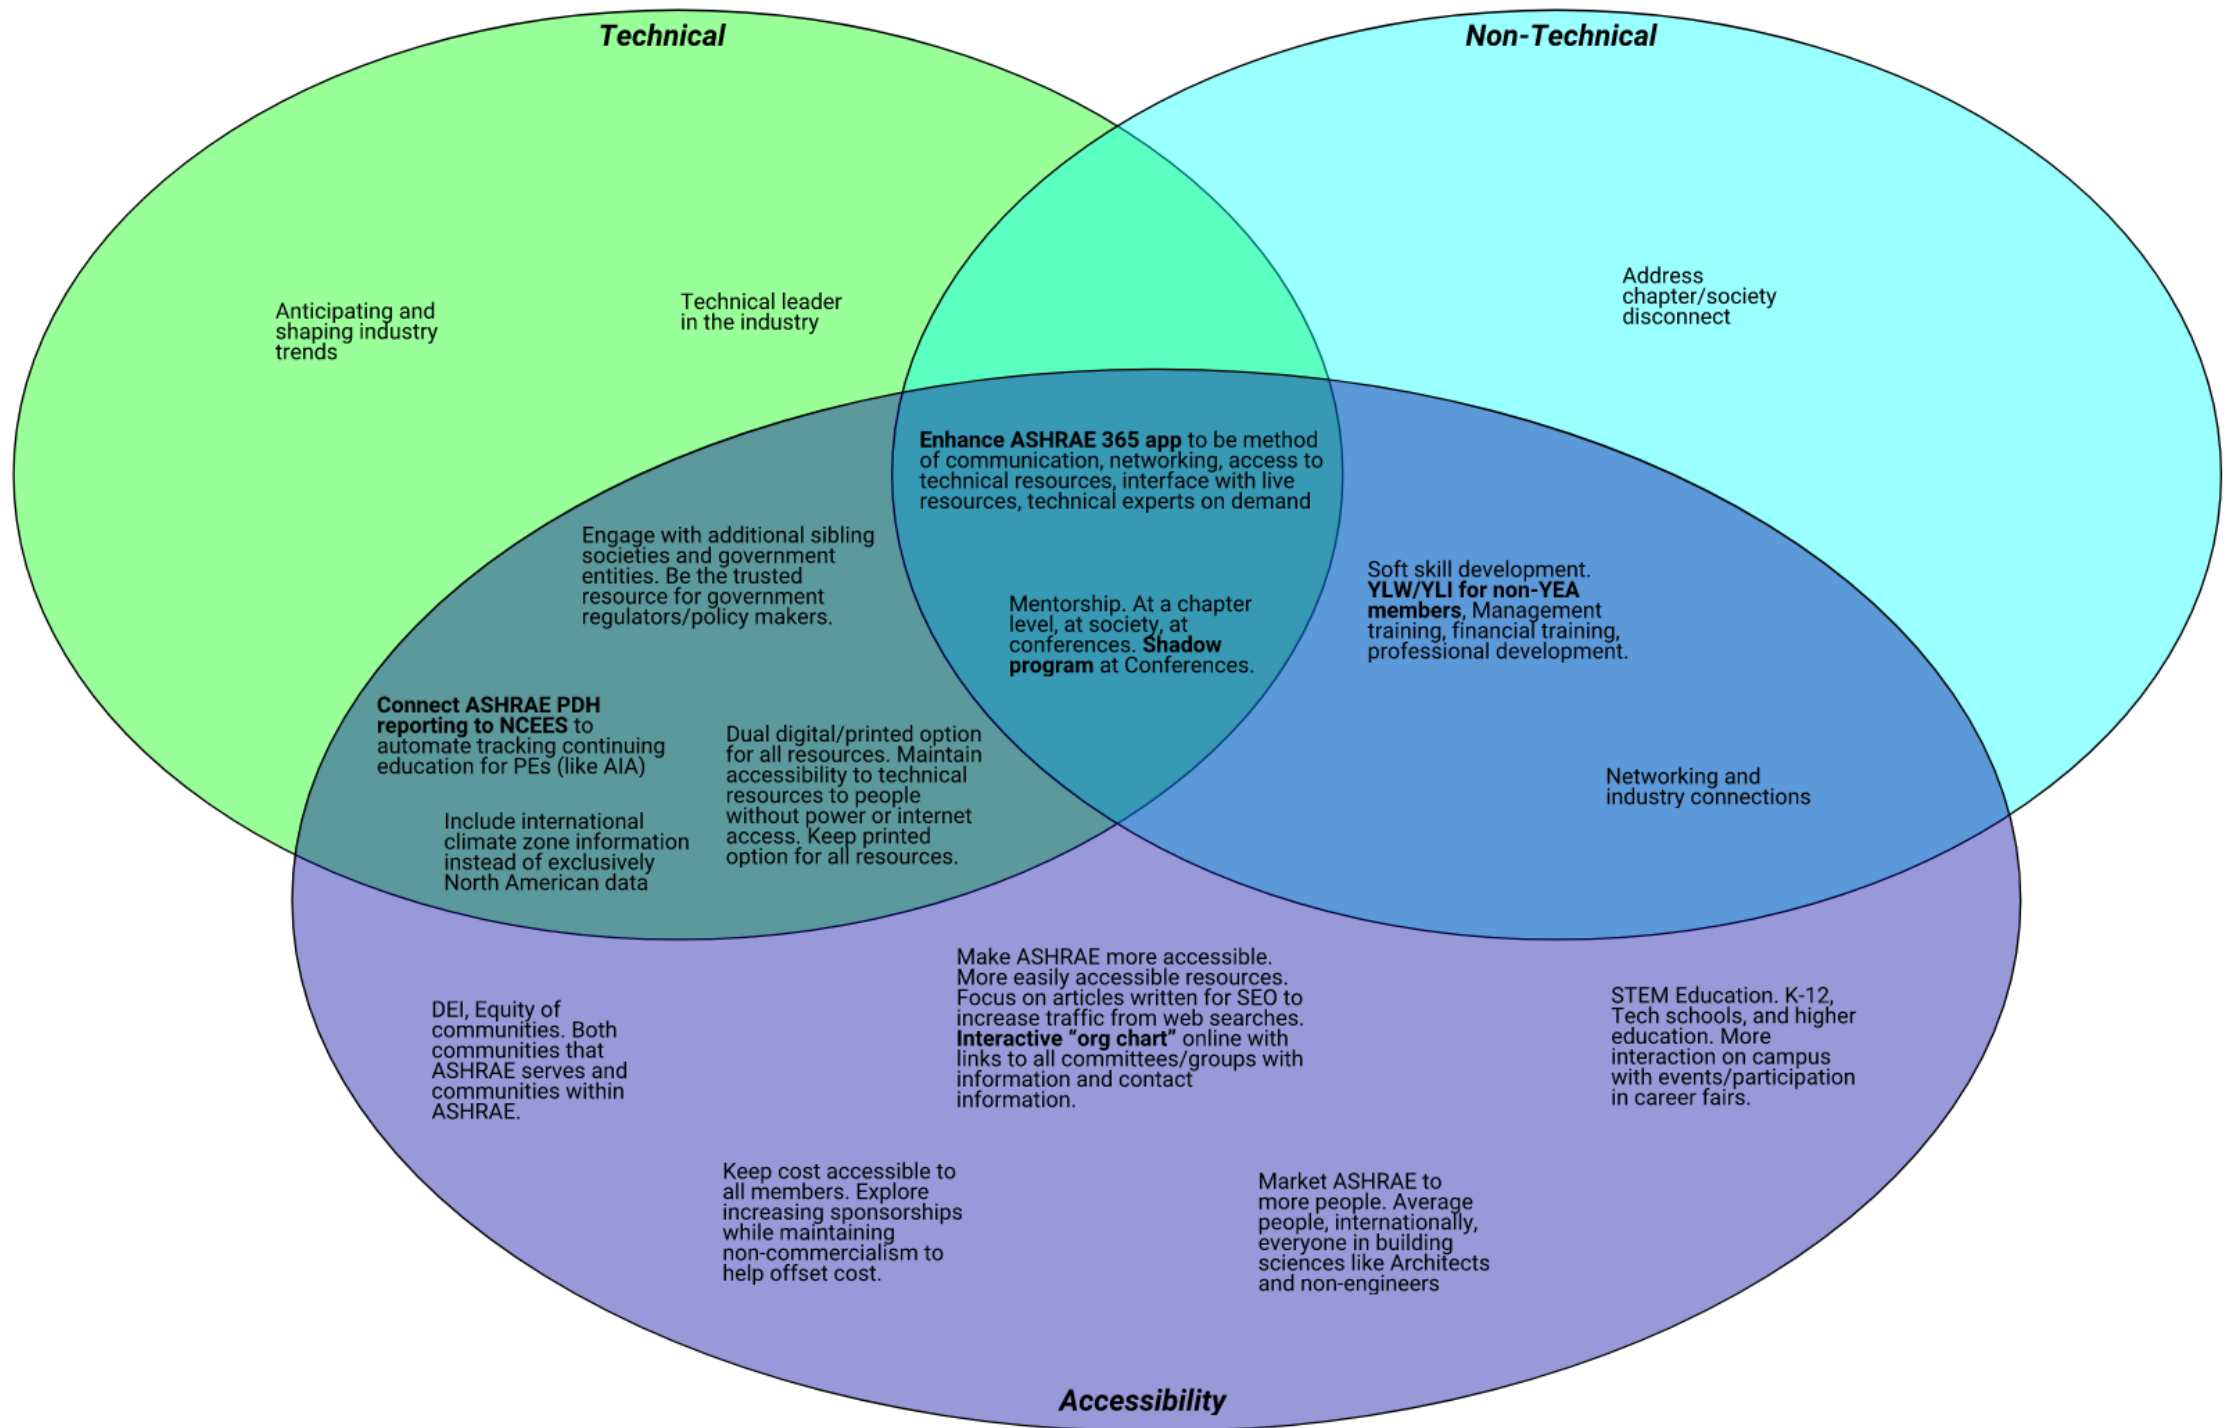 Technical
Non-Technical
Anticipating and
shaping industry
trends
Technical leader
in the industry
Address
chapter/society
disconnect
Enhance ASHRAE 365 app to be method
of communication, networking, access to
technical resources, interface with live
resources, technical experts on demand
Engage with additional sibling
societies and government
entities. Be the trusted
resource for government
regulators/policy makers.
Mentorship. At a chapter
level, at society, at
conferences. Shadow
program at Conferences.
Soft skill development.
YLW/YLI for non-YEA
members, Management
training, financial training,
professional development.
Connect ASHRAE PDH
reporting to NCEES to
automate tracking continuing
education for PEs (like AIA)
Dual digital/printed option
for all resources. Maintain
accessibility to technical
resources to people
without power or internet
access. Keep printed
option for all resources.
Networking and
industry connections
Include international
climate zone information
instead of exclusively
North American data
DEI, Equity of
communities. Both
communities that
ASHRAE serves and
communities within
ASHRAE.
Make ASHRAE more accessible.
More easily accessible resources.
Focus on articles written for SEO to
increase traffic from web searches.
Interactive “org chart” online with
links to all committees/groups with
information and contact
information.
STEM Education. K-12,
Tech schools, and higher
education. More
interaction on campus
with events/participation
in career fairs.
Keep cost accessible to
all members. Explore
increasing sponsorships
while maintaining
non-commercialism to
help offset cost.
Market ASHRAE to
more people. Average
people, internationally,
everyone in building
sciences like Architects
and non-engineers
Accessibility